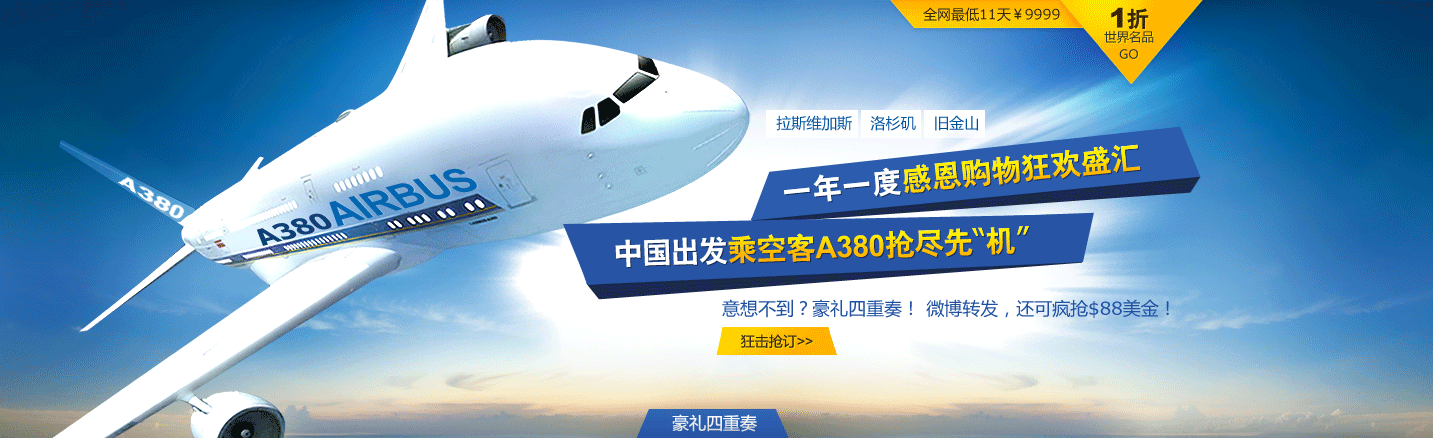 全网最低11天￥9999
1折
世界名品
GO
拉斯维加斯 洛杉矶 旧金山
一年一度感恩购物狂欢盛汇
中国出发乘空客A380抢尽先“机”
意想不到？豪礼四重奏！ 微博转发，还可疯抢$88美金！
狂击抢订>>
豪礼四重奏
A380
A380 AIRBUS